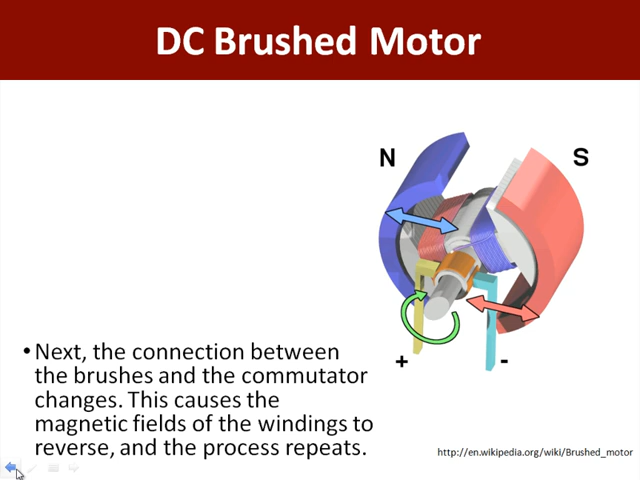 DC Brushed Motor
N
S
+
-
• Next, the connection between
the brushes and the commutator
changes. This causes the
magnetic fields of the windings to
reverse, and the process repeats.
http://en.wikipedia.org/wiki/Brushed_motor